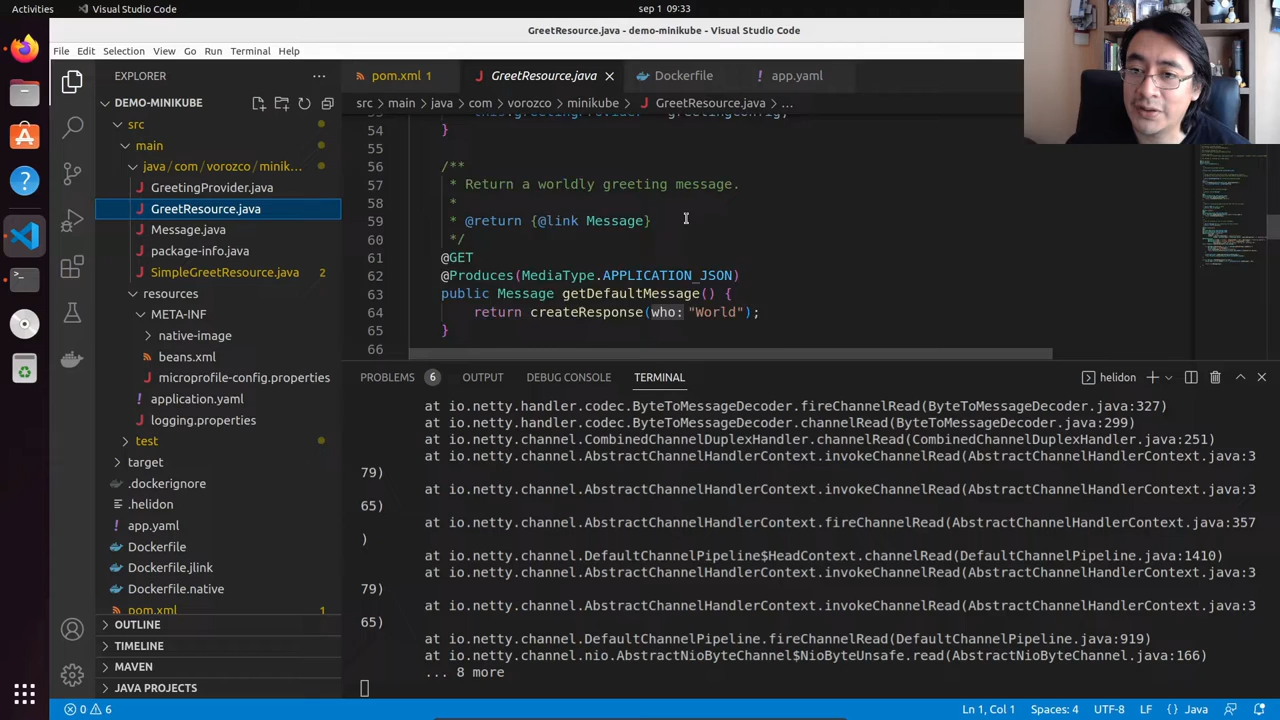 Activities
Visual Studio Code
sep 1 09:33
GreetResource.java - demo-minikube - Visual Studio Code
File Edit Selection View Go Run Terminal Help
EXPLORER
DEMO-MINIKUBE
src
main
java / com / vorozco / minik...
GreetingProvider.java
GreetResource.java
Message.java
package-info.java
SimpleGreetResource.java 2
resources
META-INF
native-image
beans.xml
microprofile-config.properties
application.yaml
logging.properties
test
target
.dockerignore
.helidon
app.yaml
Dockerfile
Dockerfile.jlink
Dockerfile.native
pom.xml 1
OUTLINE
TIMELINE
MAVEN
JAVA PROJECTS
pom.xml 1
GreetResource.java
Dockerfile
app.yaml
src > main > java > com > vorozco > minikube > GreetResource.java > ...
54 }
55
56 /**
57 * Return a worldly greeting message.
58 *
59 * @return {@link Message}
60 */
61 @GET
62 @Produces(MediaType.APPLICATION_JSON)
63 public Message getDefaultMessage() {
64 return createResponse(who: "World");
65 }
66
PROBLEMS 6 OUTPUT DEBUG CONSOLE TERMINAL
helidon
at io.netty.handler.codec.ByteToMessageDecoder.fireChannelRead(ByteToMessageDecoder.java:327)
at io.netty.handler.codec.ByteToMessageDecoder.channelRead(ByteToMessageDecoder.java:299)
at io.netty.channel.CombinedChannelDuplexHandler.channelRead(CombinedChannelDuplexHandler.java:251)
at io.netty.channel.AbstractChannelHandlerContext.invokeChannelRead(AbstractChannelHandlerContext.java:3
79)
at io.netty.channel.AbstractChannelHandlerContext.invokeChannelRead(AbstractChannelHandlerContext.java:3
65)
at io.netty.channel.AbstractChannelHandlerContext.fireChannelRead(AbstractChannelHandlerContext.java:357
)
at io.netty.channel.DefaultChannelPipeline$HeadContext.channelRead(DefaultChannelPipeline.java:1410)
at io.netty.channel.AbstractChannelHandlerContext.invokeChannelRead(AbstractChannelHandlerContext.java:3
79)
at io.netty.channel.AbstractChannelHandlerContext.invokeChannelRead(AbstractChannelHandlerContext.java:3
65)
at io.netty.channel.DefaultChannelPipeline.fireChannelRead(DefaultChannelPipeline.java:919)
at io.netty.channel.nio.AbstractNioByteChannel$NioByteUnsafe.read(AbstractNioByteChannel.java:166)
... 8 more
0 6
Ln 1, Col 1 Spaces: 4 UTF-8 LF { } Java